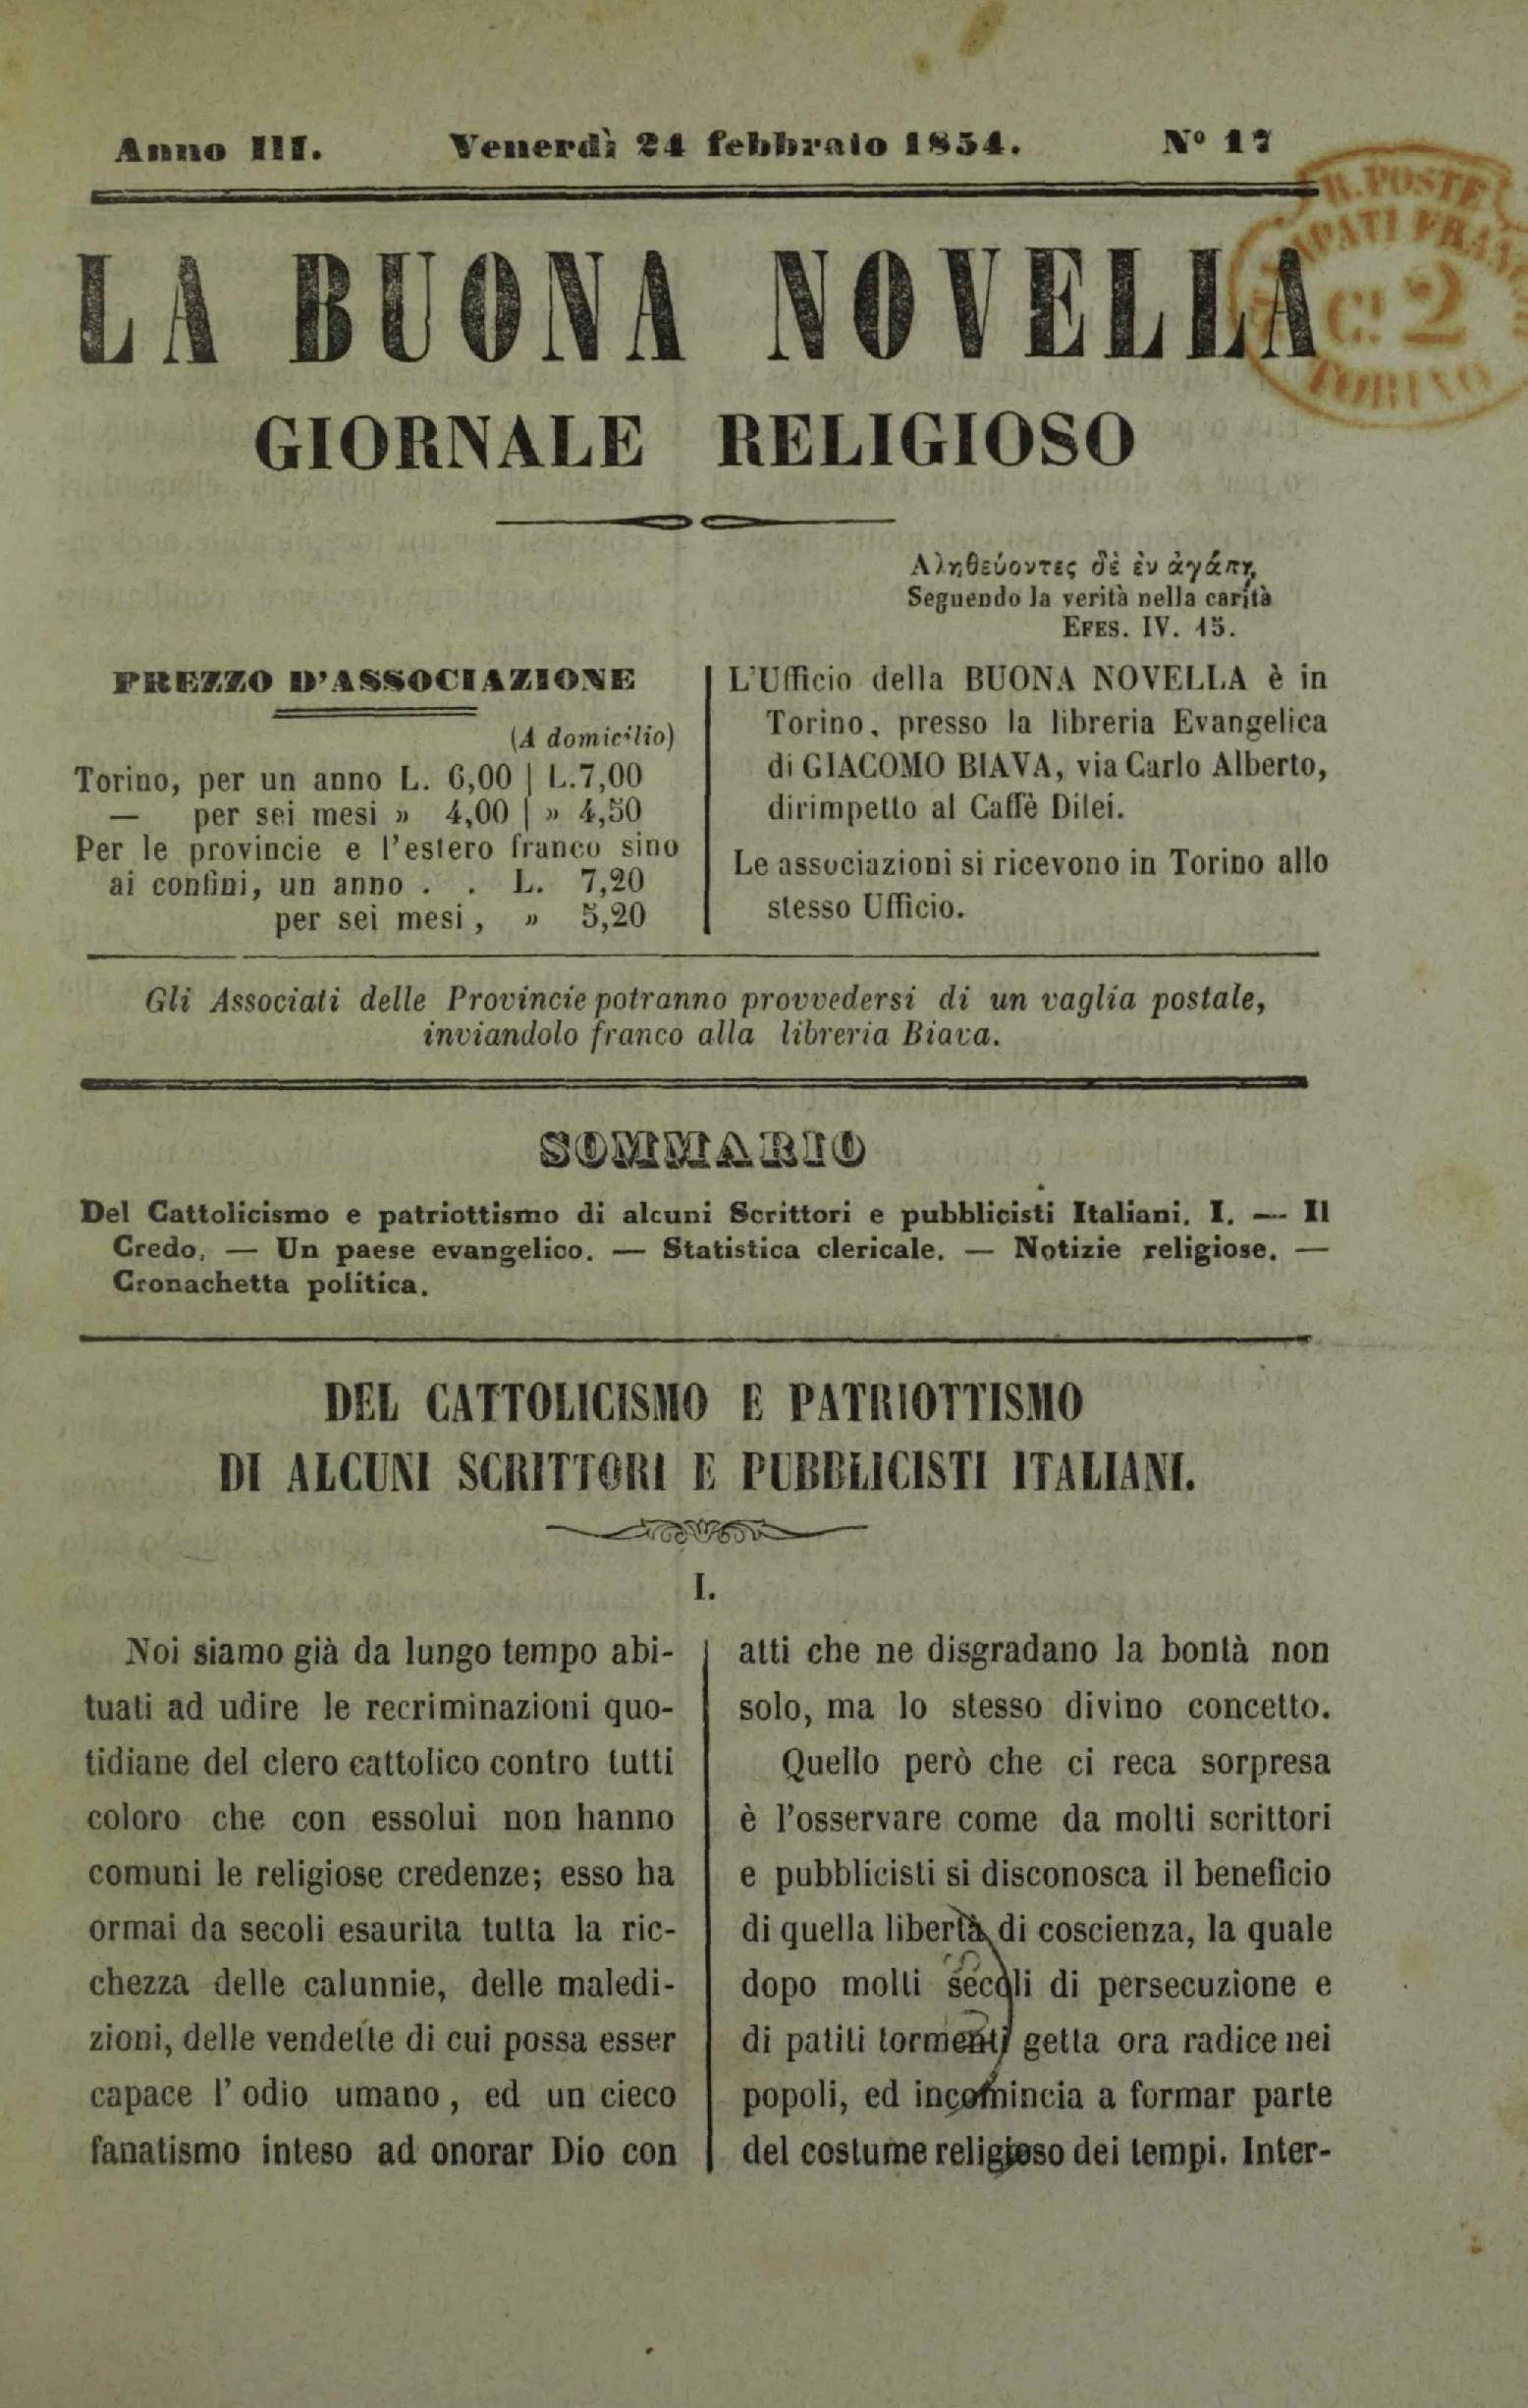 Anno III. Venerdì 24 febbraio 1854. N° 17
R. POSTE
FRAN
C.! 2
TORINO
LA BUONA NOVELLA
GIORNALE RELIGIOSO
Αληθεύοντες δὲ ἐν ἀγάπῃ,
Seguendo la verità nella carità
EFES. IV. 15.
PREZZO D'ASSOCIAZIONE
(A domicilio)
Torino, per un anno L. 6,00 | L.7,00
— per sei mesi » 4,00 | » 4,50
Per le provincie e l'estero franco sino
ai confini, un anno . . L. 7,20
per sei mesi, » 5,20
L'Ufficio della BUONA NOVELLA è in
Torino, presso la libreria Evangelica
di GIACOMO BIAVA, via Carlo Alberto,
dirimpetto al Caffè Dilei.
Le associazioni si ricevono in Torino allo
stesso Ufficio.
Gli Associati delle Provincie potranno provvedersi di un vaglia postale,
inviandolo franco alla libreria Biava.
SOMMARIO
Del Cattolicismo e patriottismo di alcuni Scrittori e pubblicisti Italiani. I. — Il
Credo. — Un paese evangelico. — Statistica clericale. — Notizie religiose. —
Cronachetta politica.
DEL CATTOLICISMO E PATRIOTTISMO
DI ALCUNI SCRITTORI E PUBBLICISTI ITALIANI.
I.
Noi siamo già da lungo tempo abi-
tuati ad udire le recriminazioni quo-
tidiane del clero cattolico contro tutti
coloro che con essolui non hanno
comuni le religiose credenze; esso ha
ormai da secoli esaurita tutta la ric-
chezza delle calunnie, delle maledi-
zioni, delle vendette di cui possa esser
capace l'odio umano, ed un cieco
fanatismo inteso ad onorar Dio con
atti che ne disgradano la bontà non
solo, ma lo stesso divino concetto.
Quello però che ci reca sorpresa
è l'osservare come da molti scrittori
e pubblicisti si disconosca il beneficio
di quella libertà di coscienza, la quale
dopo molti secoli di persecuzione e
di patiti tormenti getta ora radice nei
popoli, ed incomincia a formar parte
del costume religioso dei tempi. Inter-